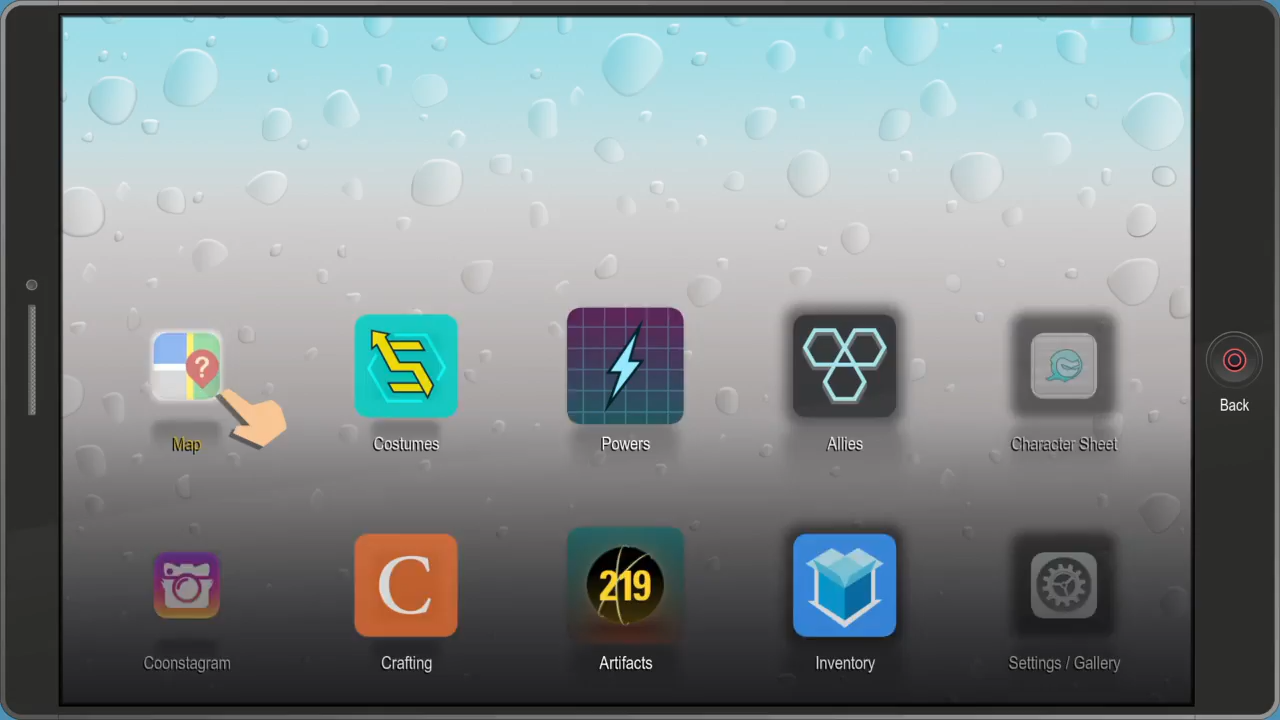 ?
Map
Costumes
Powers
Allies
Character Sheet
Back
Coonstagram
C
Crafting
219
Artifacts
Inventory
Settings / Gallery